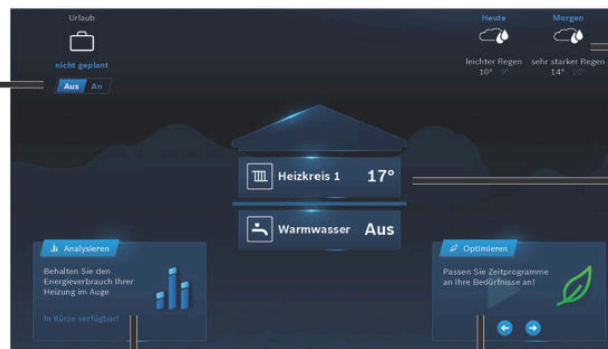 Urlaub
nicht geplant
Aus An
Heute Morgen
leichter Regen sehr starker Regen
10° 5° 14° 10°
Heizkreis 1 17°
Warmwasser Aus
Analysieren
Behalten Sie den
Energieverbrauch Ihrer
Heizung im Auge
In Kürze verfügbar!
Optimieren
Passen Sie Zeitprogramme
an Ihre Bedürfnisse an!